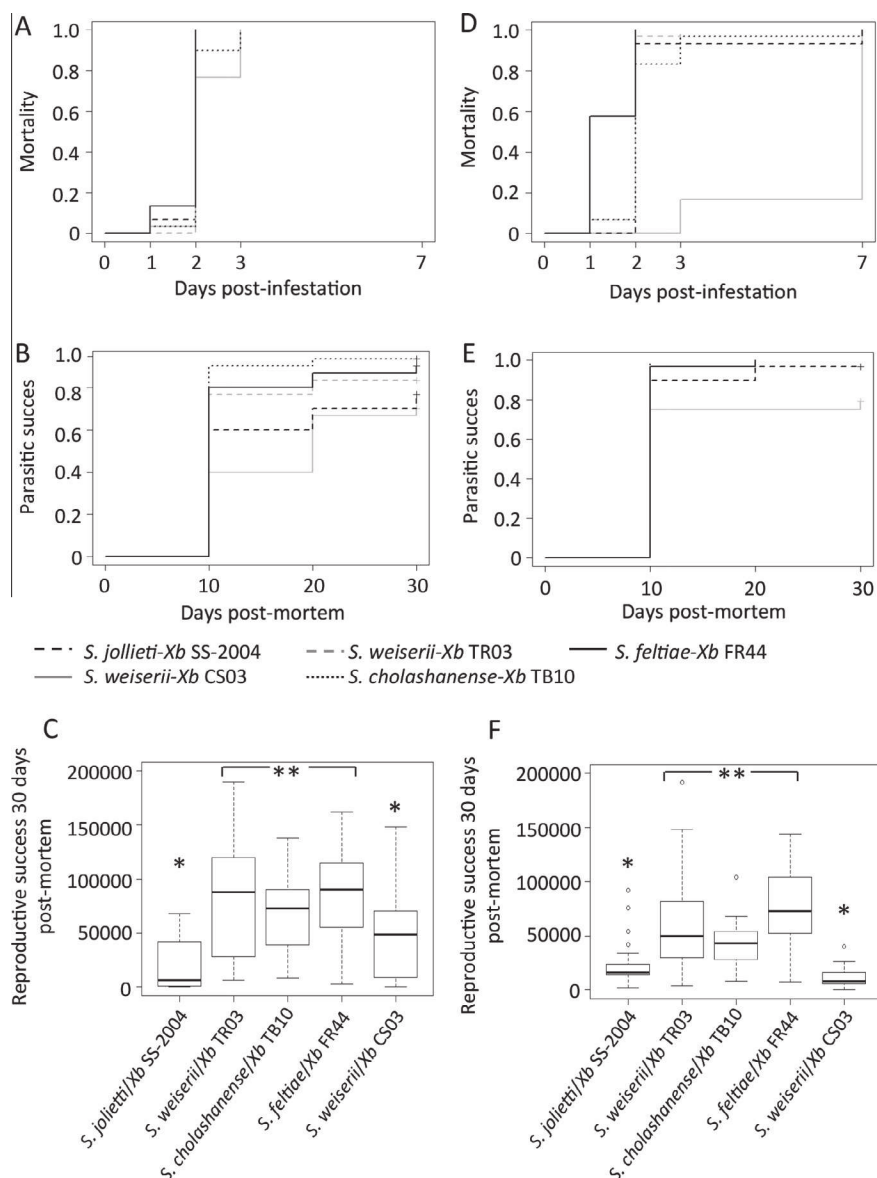 A
1.0
0.8
0.6
0.4
0.2
0
Mortality
0 1 2 3 7
Days post-infestation
D
1.0
0.8
0.6
0.4
0.2
0
Mortality
0 1 2 3 7
Days post-infestation
B
1.0
0.8
0.6
0.4
0.2
0
Parasitic succes
0 10 20 30
Days post-mortem
E
1.0
0.8
0.6
0.4
0.2
0
Parasitic succes
0 10 20 30
Days post-mortem
S. jollieti-Xb SS-2004
S. weiserii-Xb TR03
S. feltiae-Xb FR44
S. weiserii-Xb CS03
S. cholashanense-Xb TB10
C
Reproductive success 30 days
post-mortem
200000
150000
100000
50000
0
*
**
*
S. jolietti/Xb SS-2004
S. weiserii/Xb TR03
S. cholashanense/Xb TB10
S. feltiae/Xb FR44
S. weiserii/Xb CS03
F
Reproductive success 30 days
post-mortem
200000
150000
100000
50000
0
*
**
*
S. jolietti/Xb SS-2004
S. weiserii/Xb TR03
S. cholashanense/Xb TB10
S. feltiae/Xb FR44
S. weiserii/Xb CS03